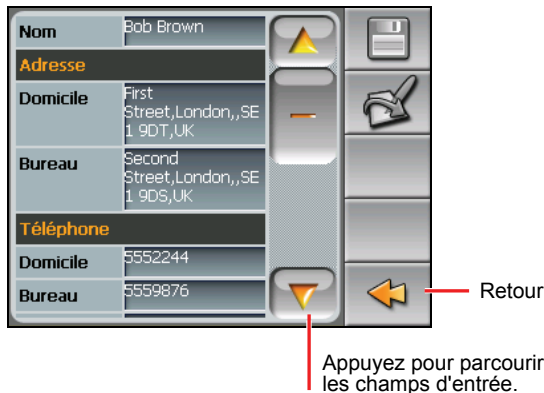 Nom Bob Brown
Adresse
Domicile First
Street,London,,SE
1 9DT,UK
Bureau Second
Street,London,,SE
1 9DS,UK
Téléphone
Domicile 5552244
Bureau 5559876
Retour
Appuyez pour parcourir
les champs d'entrée.